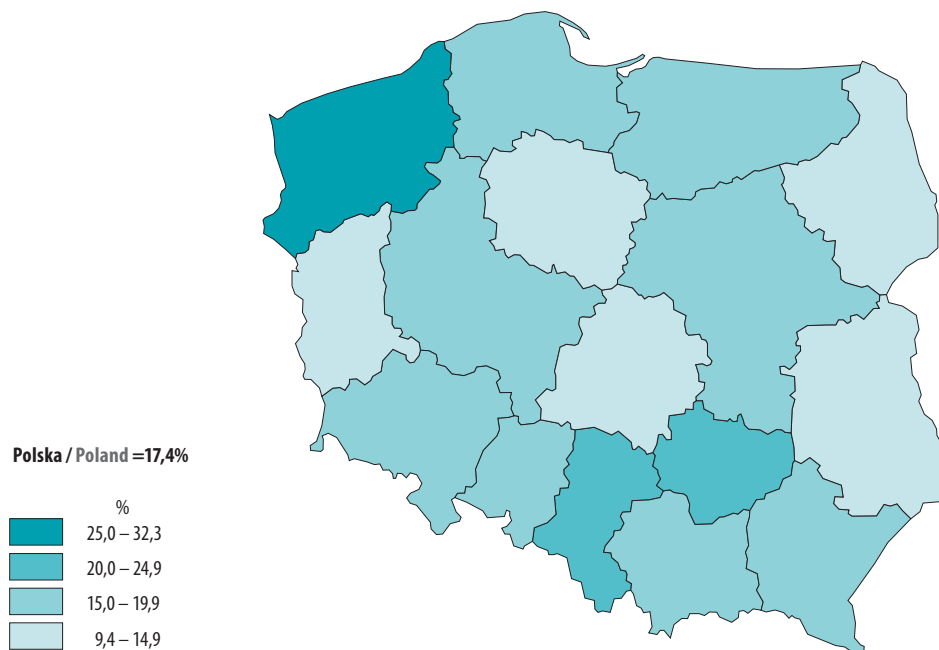 Polska / Poland =17,4%
%
25,0 – 32,3
20,0 – 24,9
15,0 – 19,9
9,4 – 14,9